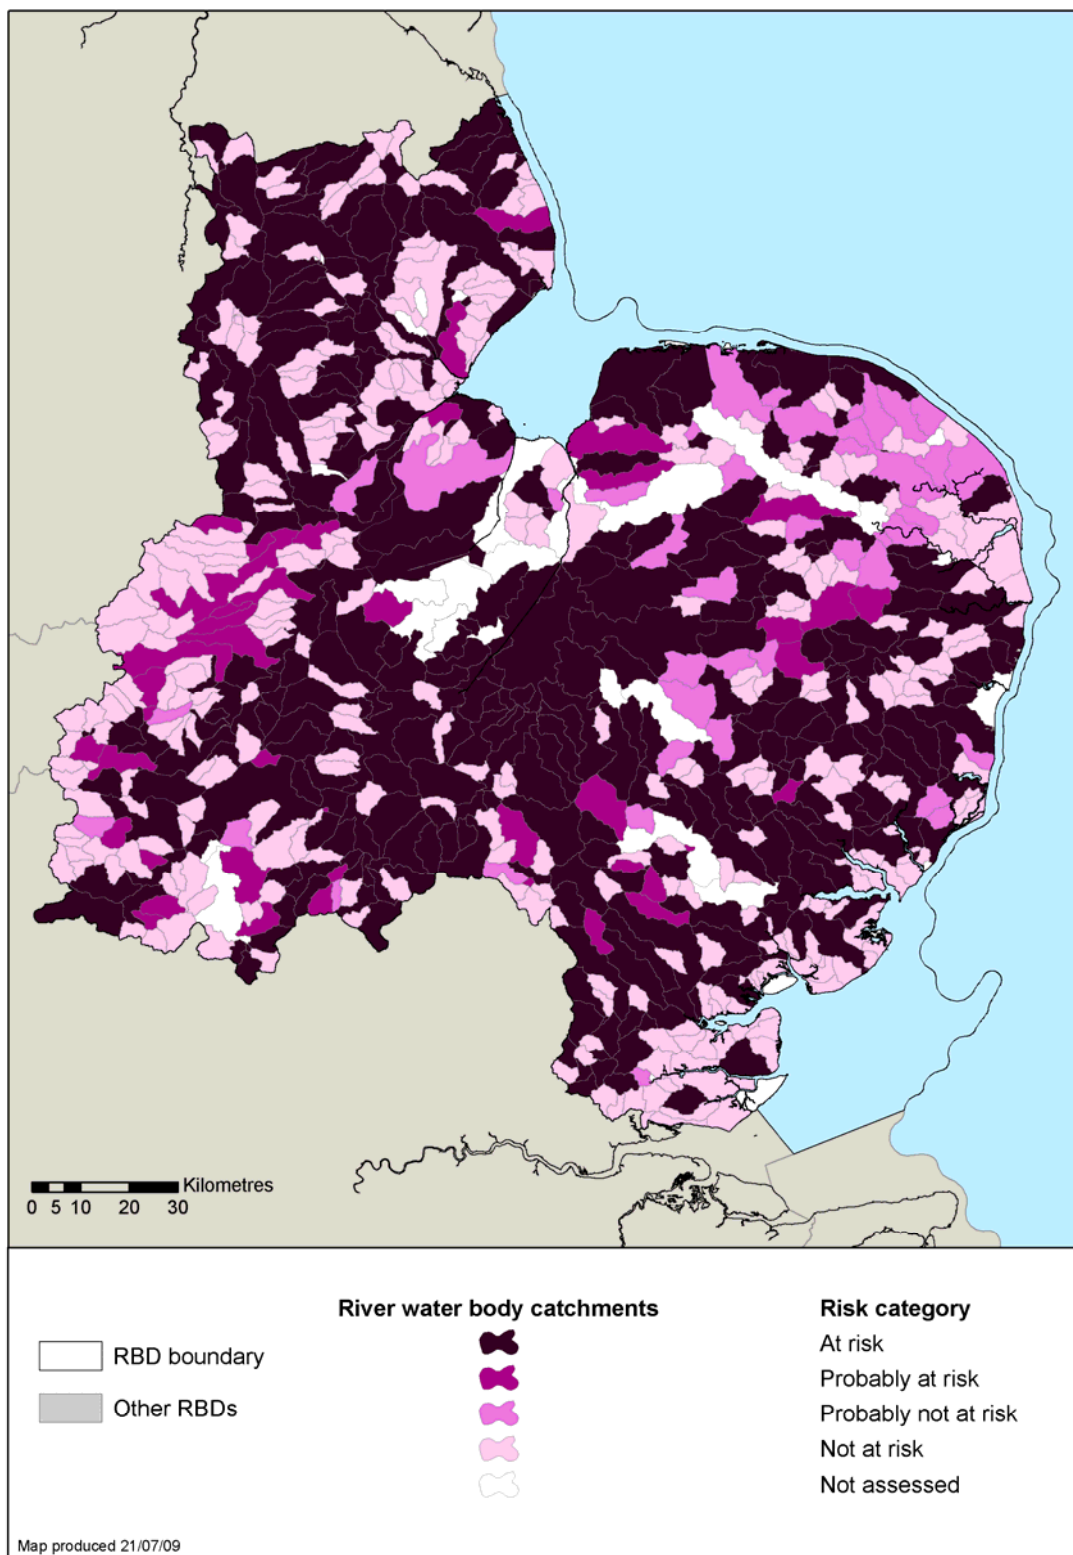 Kilometres
0 5 10 20 30
River water body catchments
Risk category
RBD boundary
Other RBDs
At risk
Probably at risk
Probably not at risk
Not at risk
Not assessed
Map produced 21/07/09